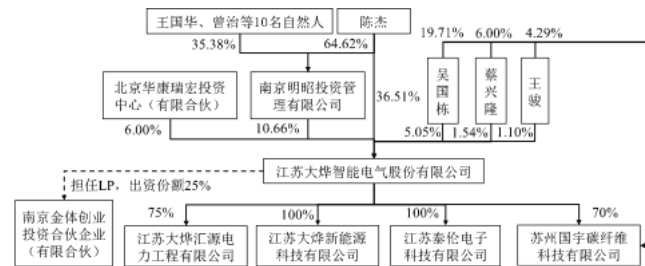 王国华、曾治等10名自然人
陈杰
35.38%
64.62%
19.71%
6.00%
4.29%
北京华康瑞宏投资
中心（有限合伙）
南京明昭投资管
理有限公司
36.51%
吴国栋
蔡兴隆
王骏
6.00%
10.66%
5.05%
1.54%
1.10%
江苏大烨智能电气股份有限公司
担任LP，出资份额25%
75%
100%
100%
70%
南京金体创业
投资合伙企业
（有限合伙）
江苏大烨汇源电
力工程有限公司
江苏大烨新能源
科技有限公司
江苏泰伦电子科
技有限公司
苏州国宇碳纤维
科技有限公司